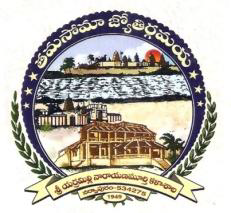 తమసోమా జ్యోతిర్గమయ
శ్రీ యర్రమిల్లి నారాయణమూర్తి కళాశాల
నర్సాపురం-534275
1949